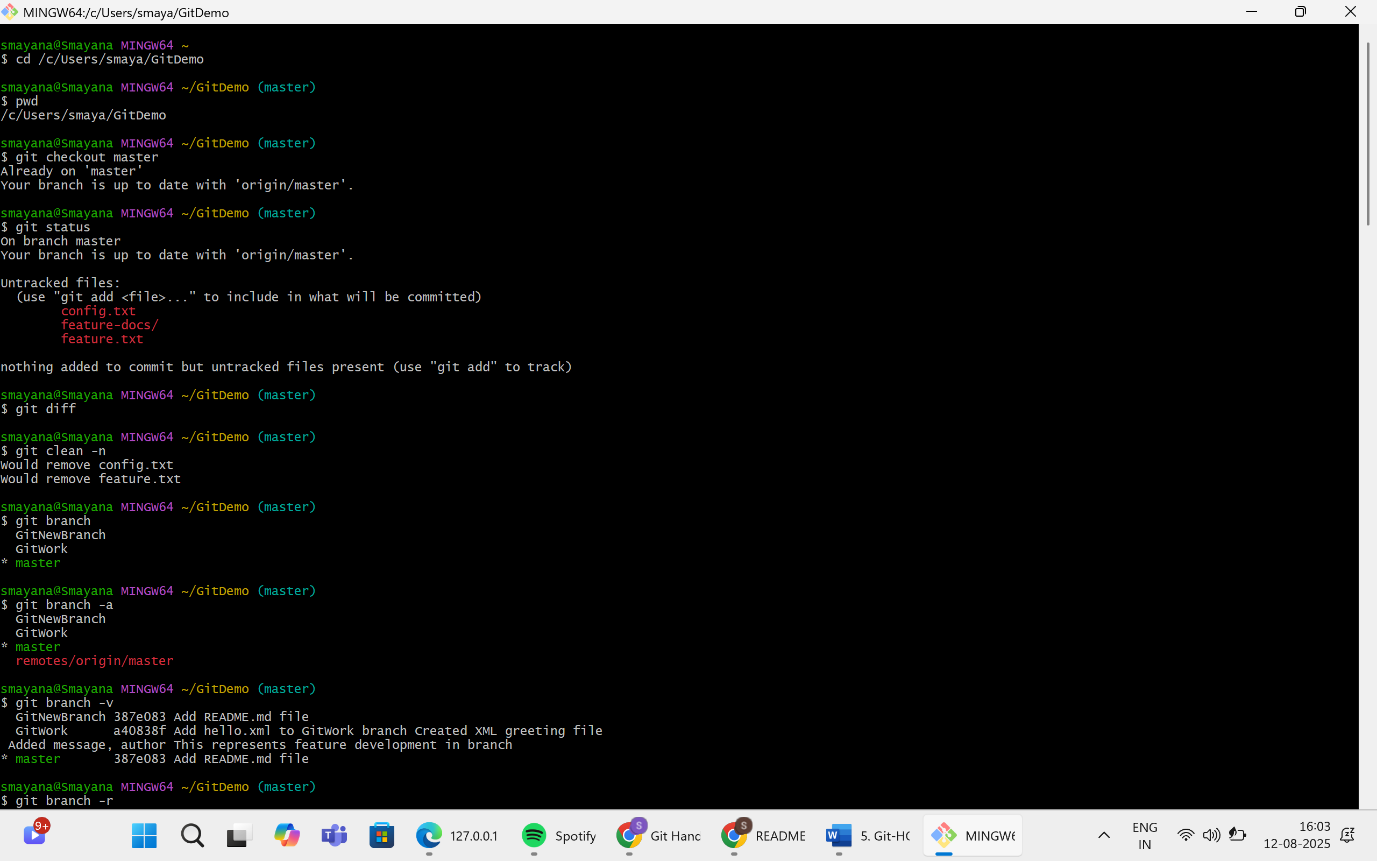 MINGW64:/c/Users/smaya/GitDemo
smayana@Smayana MINGW64 ~
$ cd /c/Users/smaya/GitDemo
smayana@Smayana MINGW64 ~/GitDemo (master)
$ pwd
/c/Users/smaya/GitDemo
smayana@Smayana MINGW64 ~/GitDemo (master)
$ git checkout master
Already on 'master'
Your branch is up to date with 'origin/master'.
smayana@Smayana MINGW64 ~/GitDemo (master)
$ git status
On branch master
Your branch is up to date with 'origin/master'.
Untracked files:
  (use "git add <file>..." to include in what will be committed)
        config.txt
        feature-docs/
        feature.txt
nothing added to commit but untracked files present (use "git add" to track)
smayana@Smayana MINGW64 ~/GitDemo (master)
$ git diff
smayana@Smayana MINGW64 ~/GitDemo (master)
$ git clean -n
Would remove config.txt
Would remove feature.txt
smayana@Smayana MINGW64 ~/GitDemo (master)
$ git branch
  GitNewBranch
  GitWork
* master
smayana@Smayana MINGW64 ~/GitDemo (master)
$ git branch -a
  GitNewBranch
  GitWork
* master
  remotes/origin/master
smayana@Smayana MINGW64 ~/GitDemo (master)
$ git branch -v
  GitNewBranch 387e083 Add README.md file
  GitWork      a40838f Add hello.xml to GitWork branch Created XML greeting file
 Added message, author This represents feature development in branch
* master       387e083 Add README.md file
smayana@Smayana MINGW64 ~/GitDemo (master)
$ git branch -r
9+
127.0.0.1
Spotify
S
Git Hanc
S
README
W
5. Git-HO
MINGW6
ENG
IN
16:03
12-08-2025